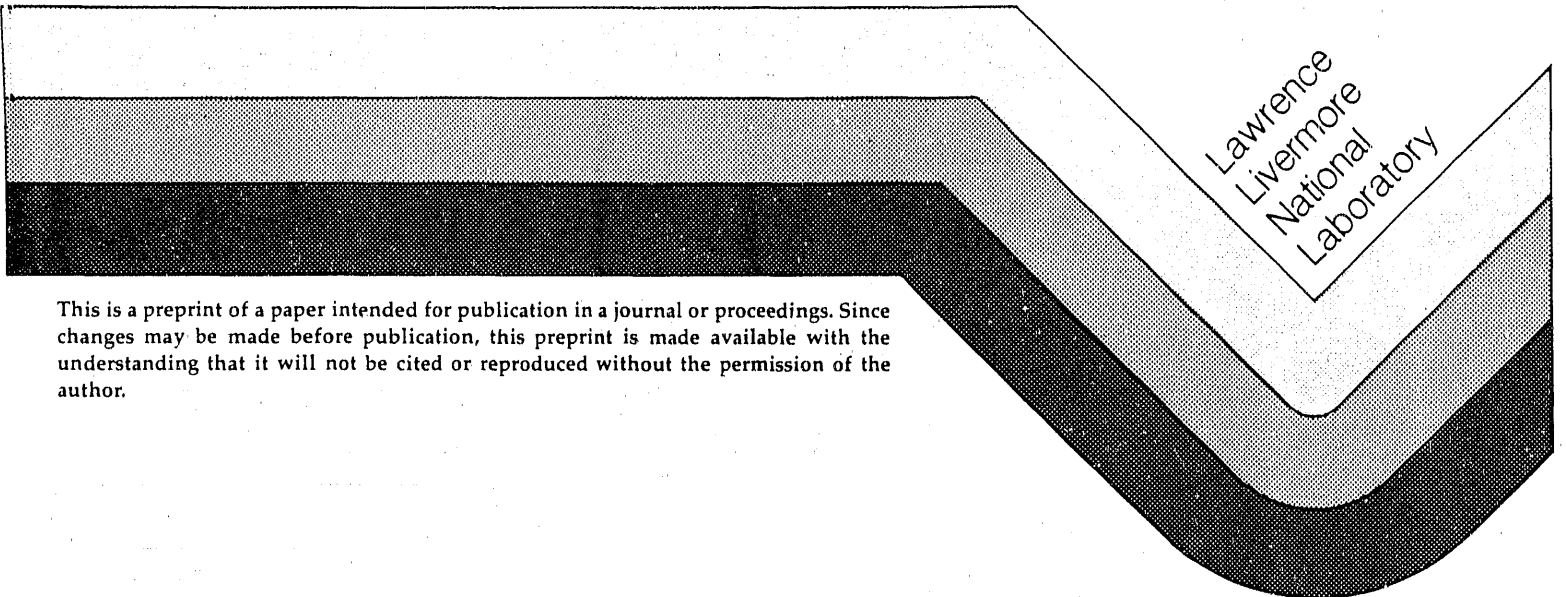 Lawrence
Livermore
National
Laboratory
This is a preprint of a paper intended for publication in a journal or proceedings. Since
changes may be made before publication, this preprint is made available with the
understanding that it will not be cited or reproduced without the permission of the
author.